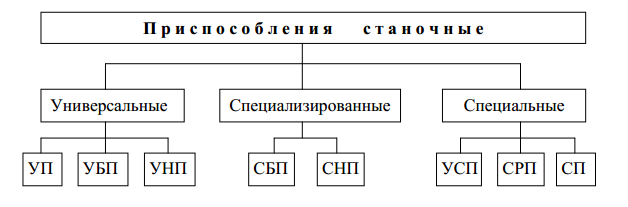 Приспособления станочные
Универсальные Специализированные Специальные
УП УБП УНП СБП СНП УСП СРП СП